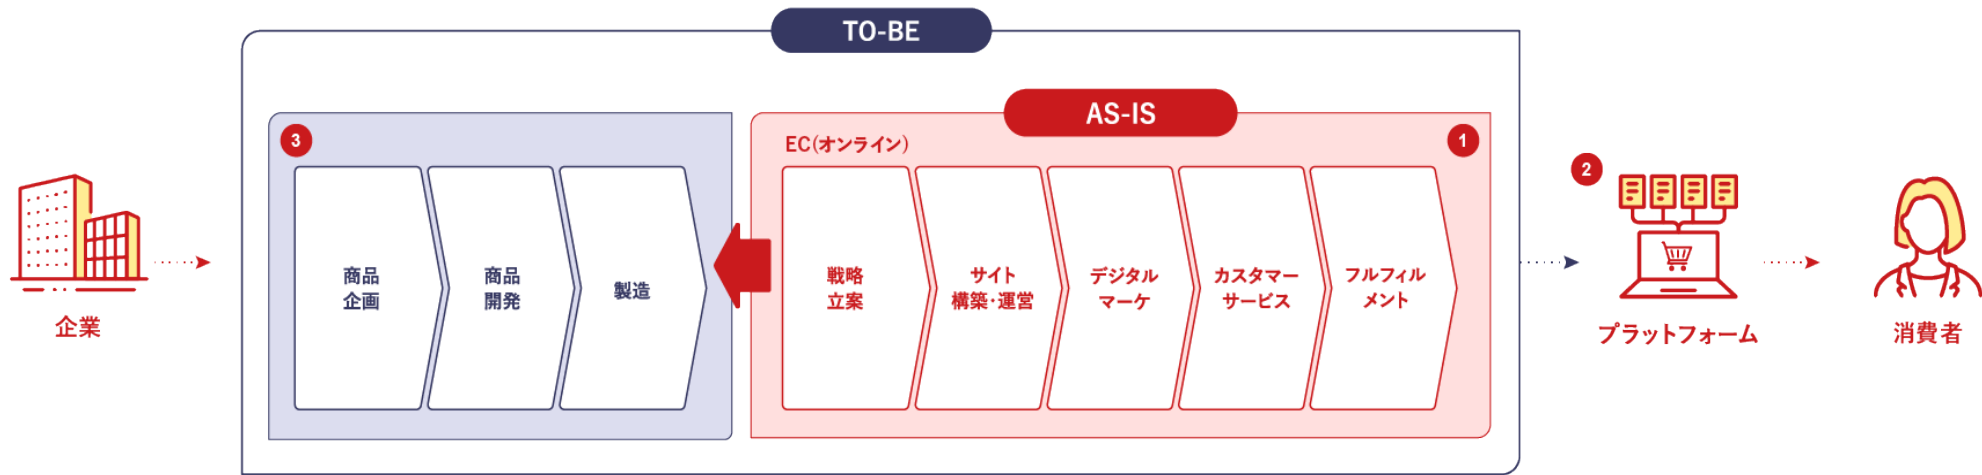 TO-BE
AS-IS
3
EC(オンライン)
1
2
商品
企画
商品
開発
製造
戦略
立案
サイト
構築・運営
デジタル
マーケ
カスタマー
サービス
フルフィル
メント
企業
プラットフォーム
消費者